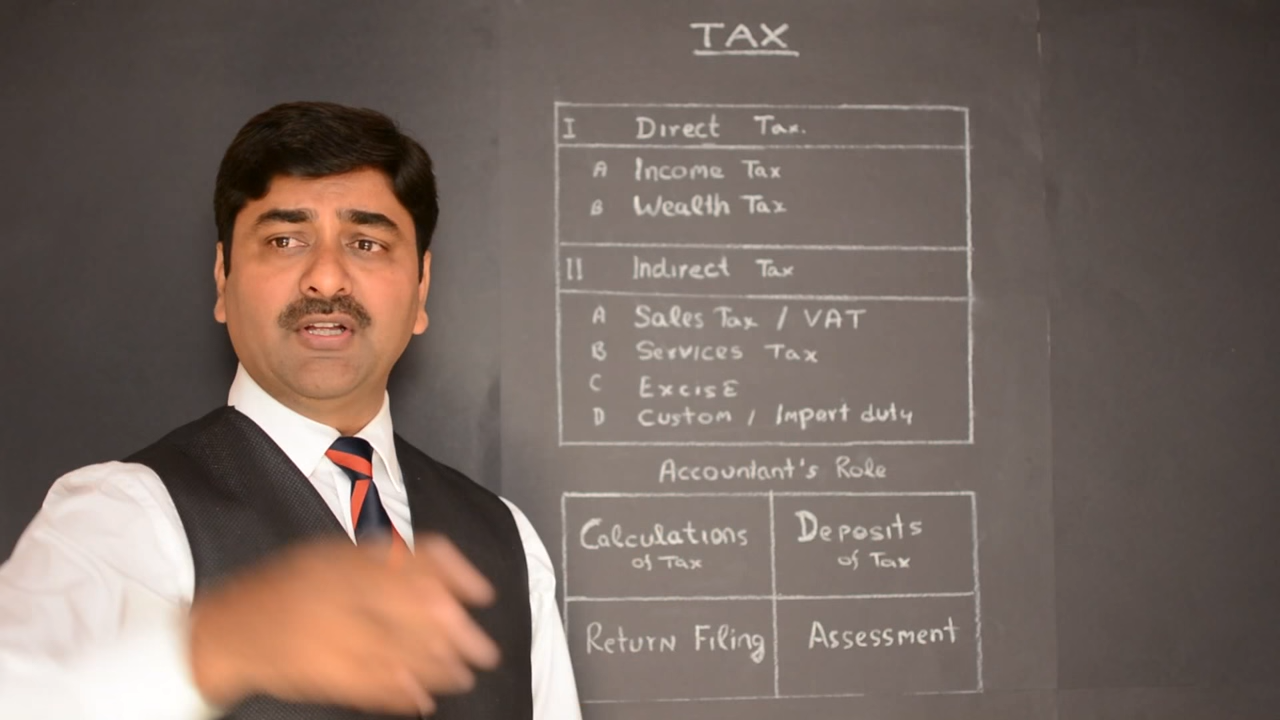 TAX
I Direct Tax.
A Income Tax
B Wealth Tax
II Indirect Tax
A Sales Tax / VAT
B Services Tax
C Excise
D Custom / Impart duty
Accountant's Role
Calculations of Tax
Deposits of Tax
Return Filing
Assessment